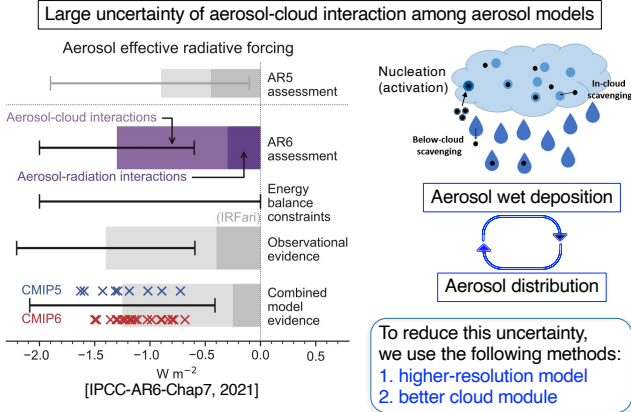 Large uncertainty of aerosol-cloud interaction among aerosol models
Aerosol effective radiative forcing
AR5
assessment
Aerosol-cloud interactions
AR6
assessment
Aerosol-radiation interactions
Energy
balance
constraints
(IRFari)
Observational
evidence
CMIP5
Combined
model
evidence
CMIP6
−2.0
−1.5
−1.0
−0.5
0.0
0.5
W m−2
[IPCC-AR6-Chap7, 2021]
Nucleation
(activation)
In-cloud
scavenging
Below-cloud
scavenging
Aerosol wet deposition
Aerosol distribution
To reduce this uncertainty,
we use the following methods:
1. higher-resolution model
2. better cloud module